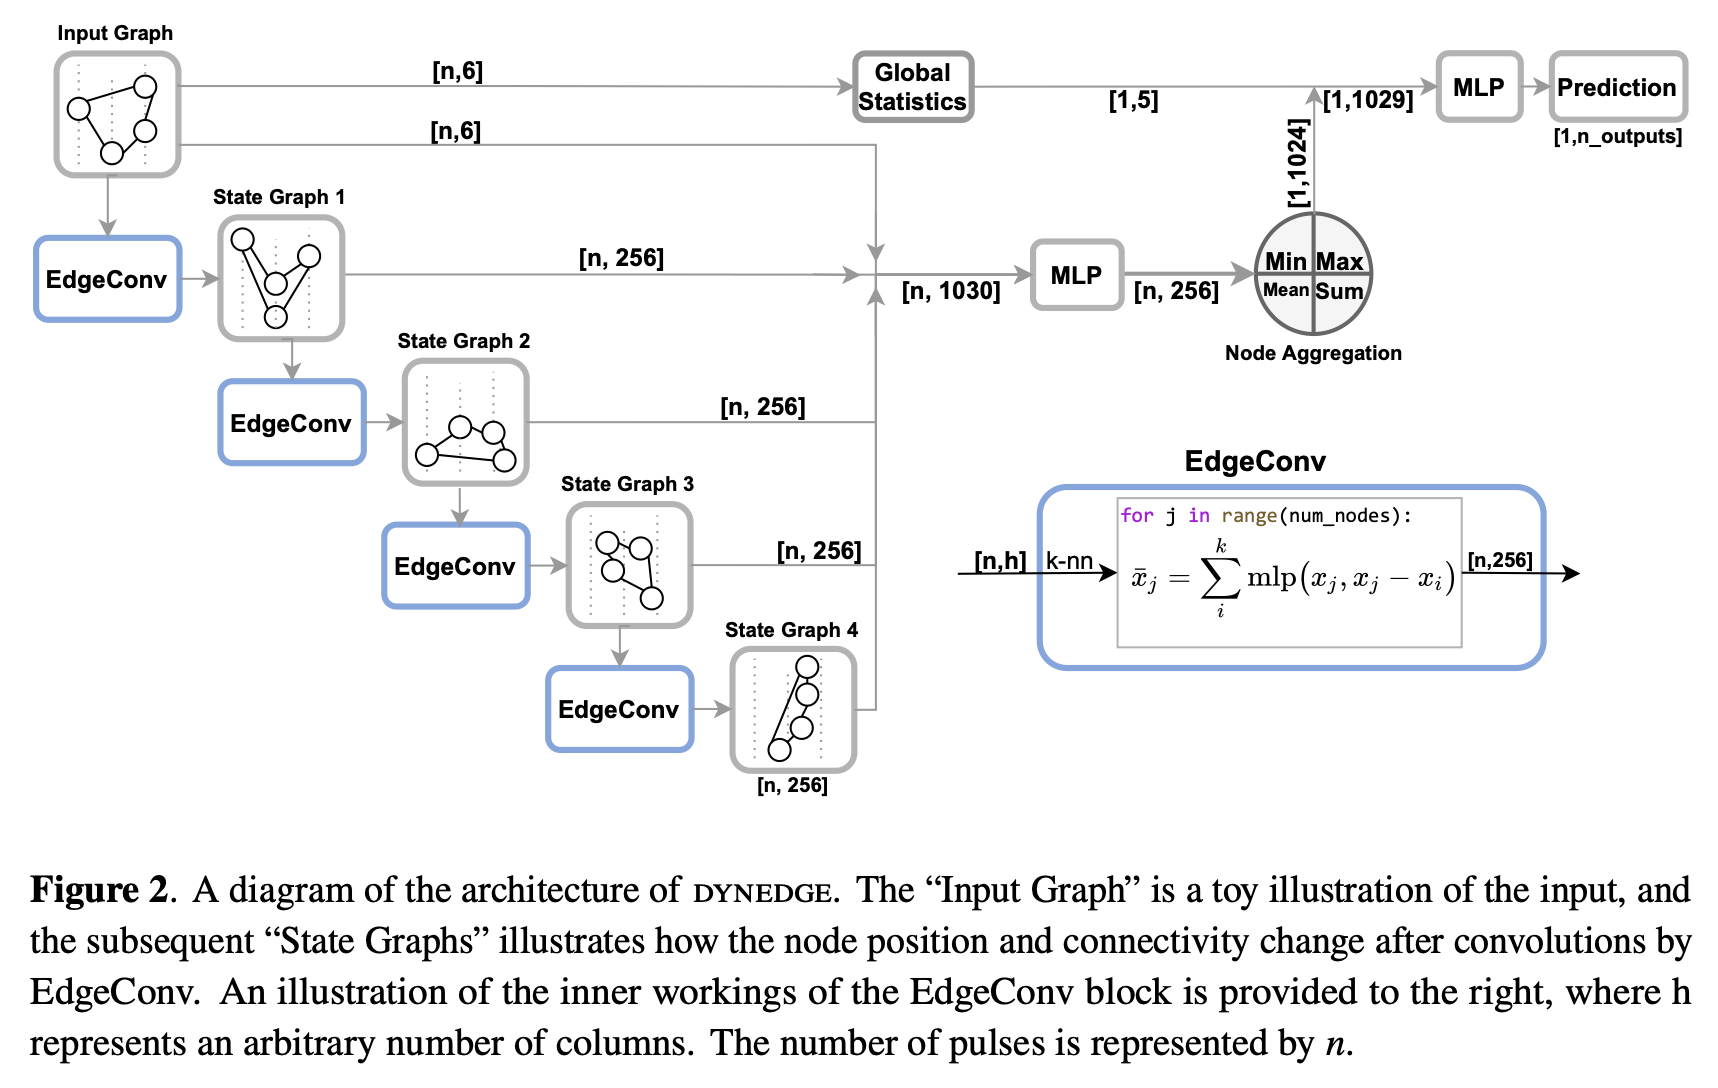 Input Graph
[n,6]
Global
Statistics
[1,5]
[1,1029]
MLP
Prediction
[1,n_outputs]
[n,6]
[1,1024]
State Graph 1
EdgeConv
[n, 256]
[n, 1030]
MLP
[n, 256]
Min Max
Mean Sum
Node Aggregation
State Graph 2
EdgeConv
[n, 256]
State Graph 3
EdgeConv
[n, 256]
State Graph 4
EdgeConv
[n, 256]
EdgeConv
[n,h]
k-nn
for j in range(num_nodes):
x̄_j = ∑_i^k mlp(x_j, x_j − x_i)
[n,256]
Figure 2. A diagram of the architecture of DYNEDGE. The “Input Graph” is a toy illustration of the input, and
the subsequent “State Graphs” illustrates how the node position and connectivity change after convolutions by
EdgeConv. An illustration of the inner workings of the EdgeConv block is provided to the right, where h
represents an arbitrary number of columns. The number of pulses is represented by n.